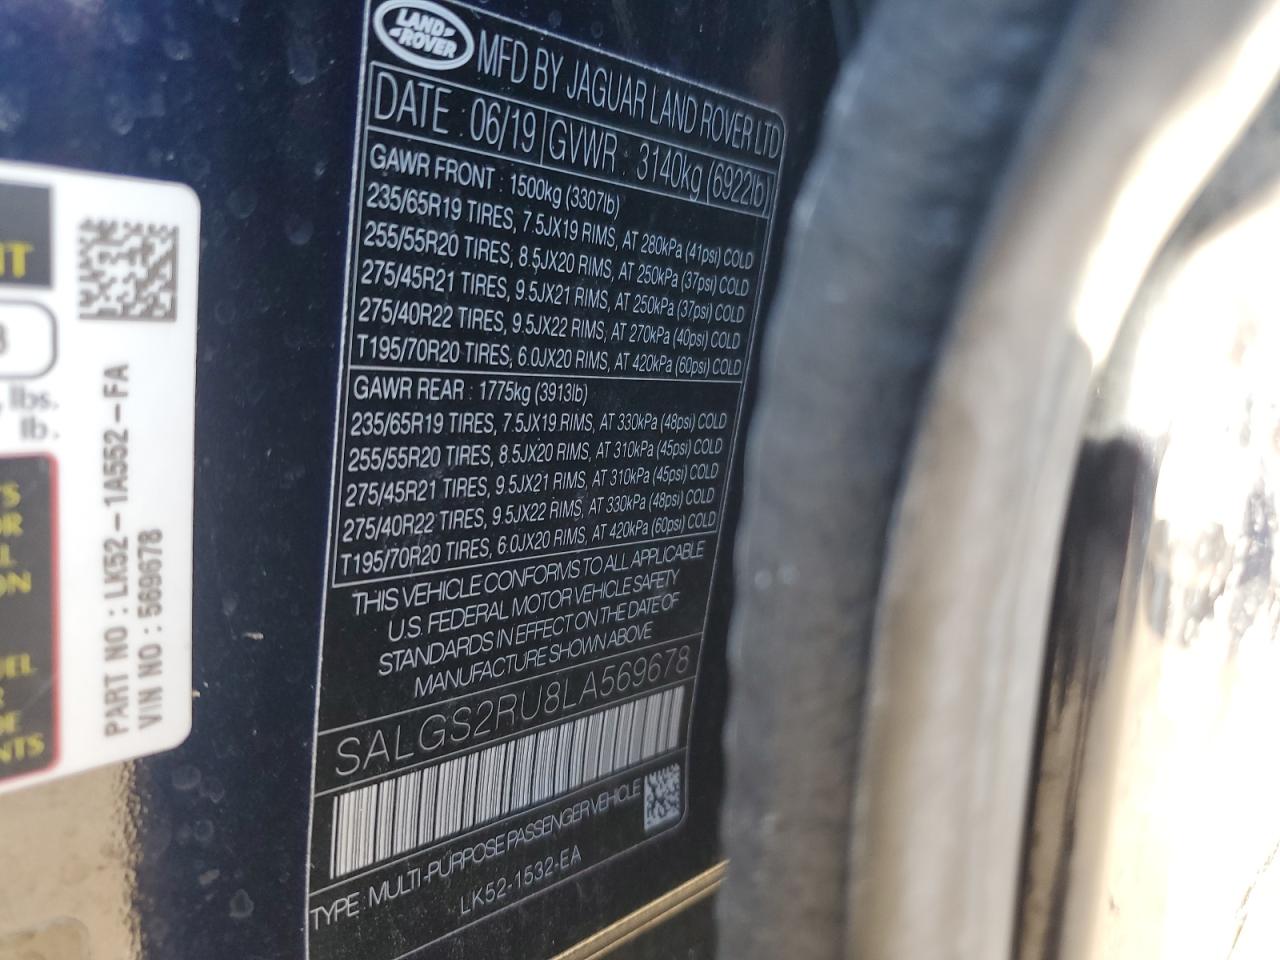 LAND
ROVER
MFD BY JAGUAR LAND ROVER LTD
DATE : 06/19 GVWR : 3140kg (6922lb)
GAWR FRONT : 1500kg (3307lb)
235/65R19 TIRES, 7.5JX19 RIMS, AT 280kPa (41psi) COLD
255/55R20 TIRES, 8.5JX20 RIMS, AT 250kPa (37psi) COLD
275/45R21 TIRES, 9.5JX21 RIMS, AT 250kPa (37psi) COLD
275/40R22 TIRES, 9.5JX22 RIMS, AT 270kPa (40psi) COLD
T195/70R20 TIRES, 6.0JX20 RIMS, AT 420kPa (60psi) COLD
GAWR REAR : 1775kg (3913lb)
235/65R19 TIRES, 7.5JX19 RIMS, AT 330kPa (48psi) COLD
255/55R20 TIRES, 8.5JX20 RIMS, AT 310kPa (45psi) COLD
275/45R21 TIRES, 9.5JX21 RIMS, AT 310kPa (45psi) COLD
275/40R22 TIRES, 9.5JX22 RIMS, AT 330kPa (48psi) COLD
T195/70R20 TIRES, 6.0JX20 RIMS, AT 420kPa (60psi) COLD
THIS VEHICLE CONFORMS TO ALL APPLICABLE
U.S. FEDERAL MOTOR VEHICLE SAFETY
STANDARDS IN EFFECT ON THE DATE OF
MANUFACTURE SHOWN ABOVE
SALGS2RU8LA569678
TYPE : MULTI-PURPOSE PASSENGER VEHICLE
LK52-1532-EA
PART NO : LK52-1A552-FA
VIN NO : 569678
lbs.
lb.